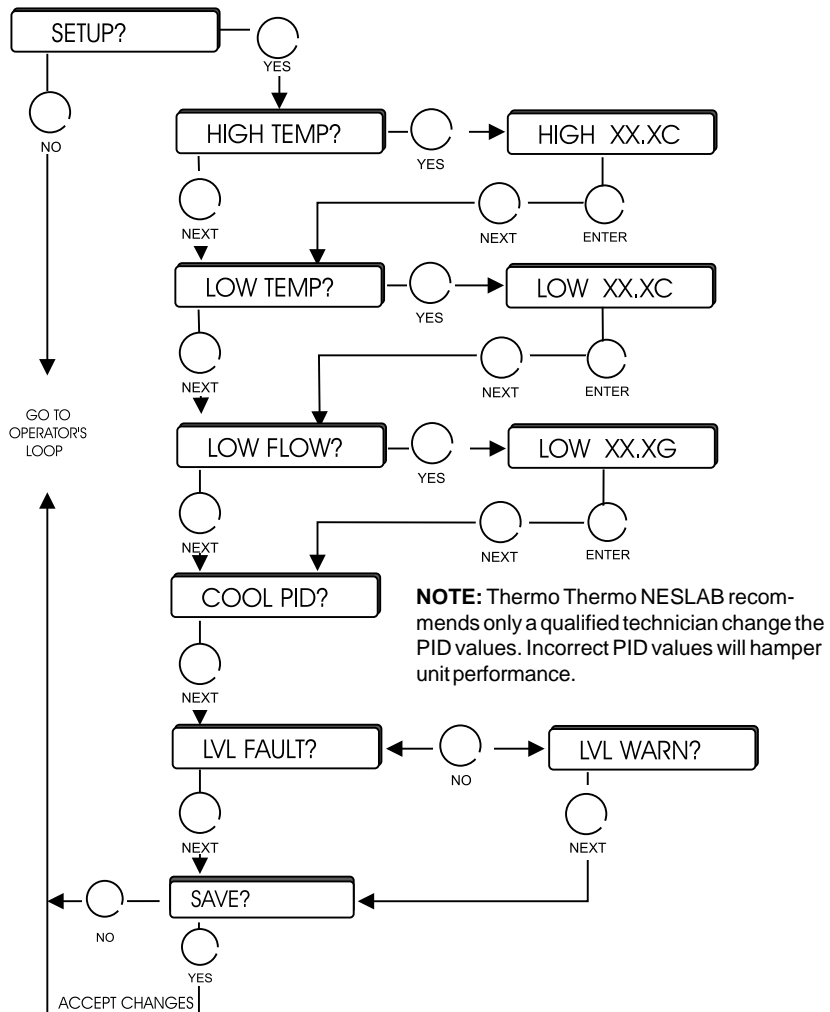 SETUP?
YES
NO
HIGH TEMP?
YES
HIGH XX.XC
NEXT
NEXT
ENTER
LOW TEMP?
YES
LOW XX.XC
NEXT
NEXT
ENTER
GO TO
OPERATOR'S
LOOP
LOW FLOW?
YES
LOW XX.XG
NEXT
NEXT
ENTER
COOL PID?
NOTE: Thermo Thermo NESLAB recom-
mends only a qualified technician change the
PID values. Incorrect PID values will hamper
unit performance.
NEXT
LVL FAULT?
NO
LVL WARN?
NEXT
NEXT
SAVE?
NO
YES
ACCEPT CHANGES